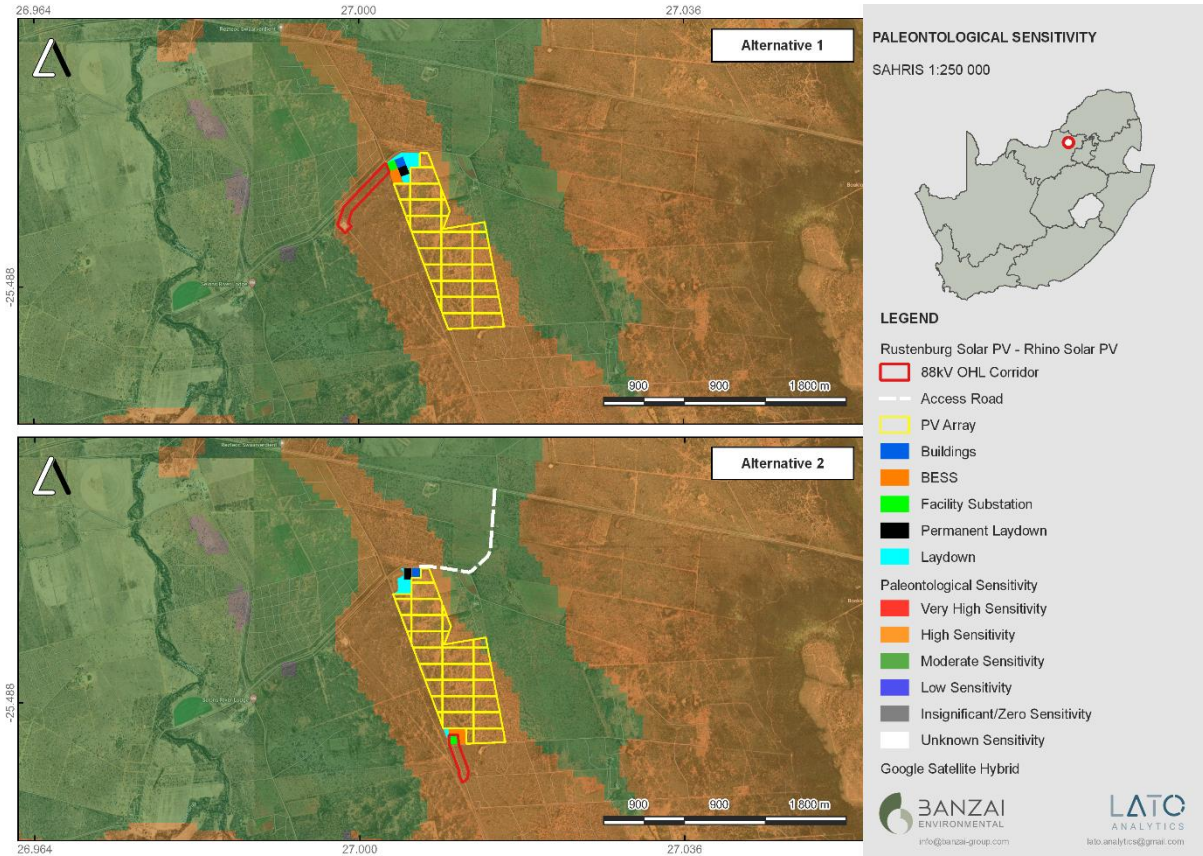 26.964
27.000
27.036
Alternative 1
-25.488
900
900
1 800 m
Alternative 2
-25.488
900
900
1 800 m
26.964
27.000
27.036
PALEONTOLOGICAL SENSITIVITY
SAHRIS 1:250 000
LEGEND
Rustenburg Solar PV - Rhino Solar PV
88kV OHL Corridor
Access Road
PV Array
Buildings
BESS
Facility Substation
Permanent Laydown
Laydown
Paleontological Sensitivity
Very High Sensitivity
High Sensitivity
Moderate Sensitivity
Low Sensitivity
Insignificant/Zero Sensitivity
Unknown Sensitivity
Google Satellite Hybrid
BANZAI
ENVIRONMENTAL
info@banzai-group.com
LATO
ANALYTICS
lato.analytics@gmail.com